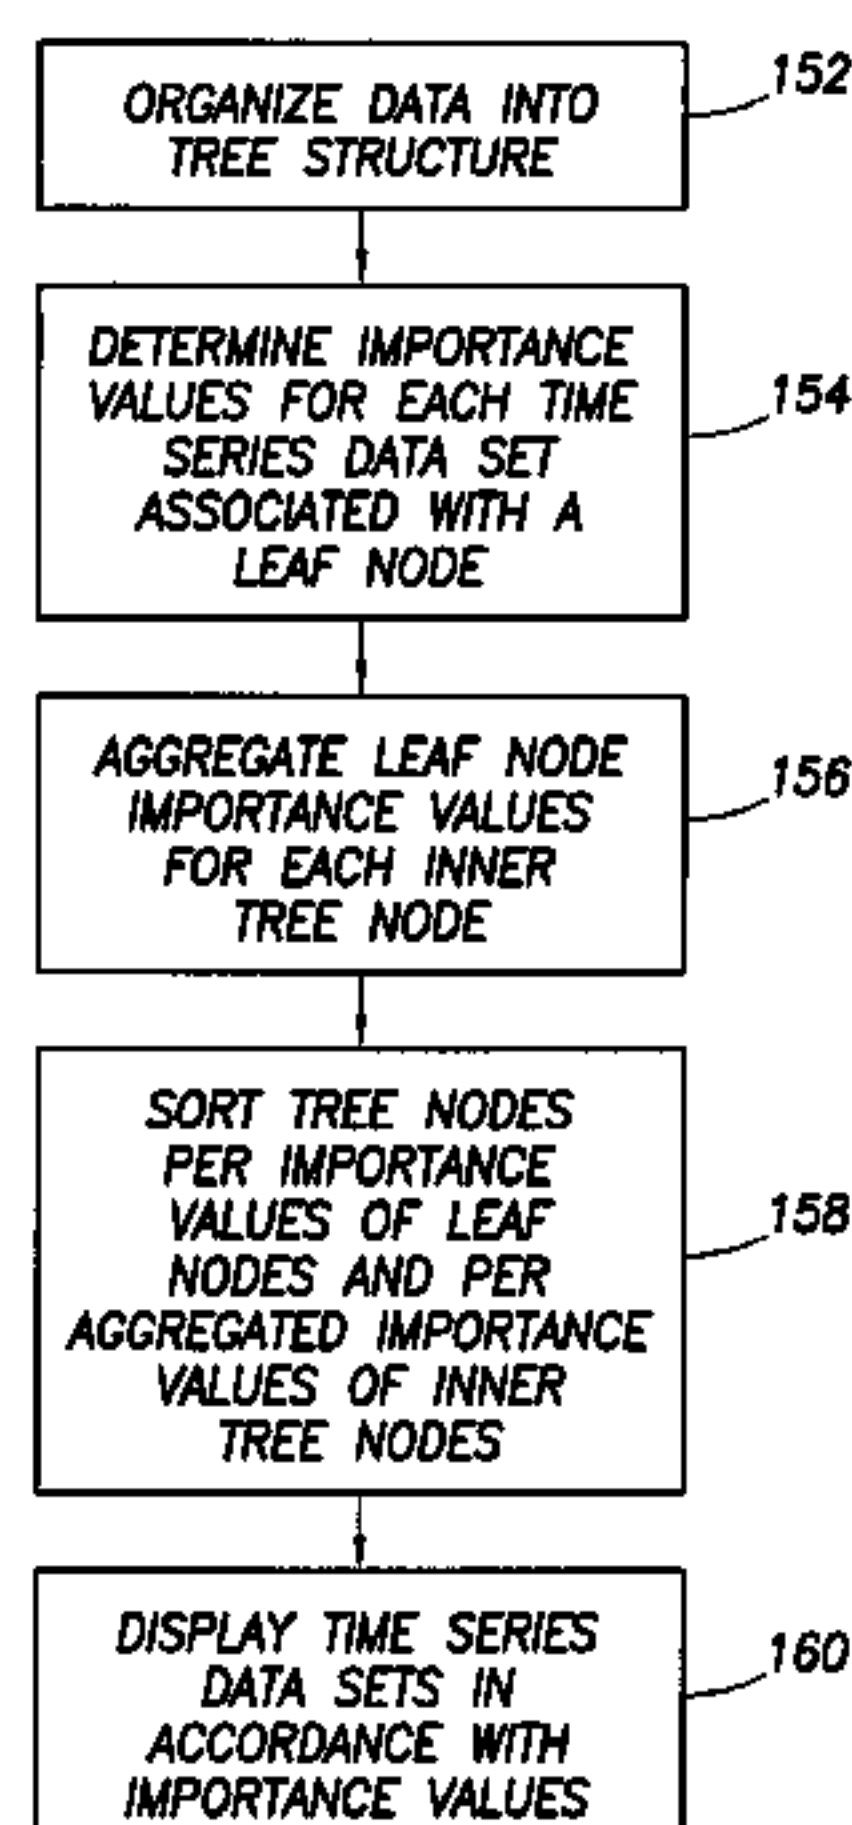 ORGANIZE DATA INTO
TREE STRUCTURE
152
DETERMINE IMPORTANCE
VALUES FOR EACH TIME
SERIES DATA SET
ASSOCIATED WITH A
LEAF NODE
154
AGGREGATE LEAF NODE
IMPORTANCE VALUES
FOR EACH INNER
TREE NODE
156
SORT TREE NODES
PER IMPORTANCE
VALUES OF LEAF
NODES AND PER
AGGREGATED IMPORTANCE
VALUES OF INNER
TREE NODES
158
DISPLAY TIME SERIES
DATA SETS IN
ACCORDANCE WITH
IMPORTANCE VALUES
160